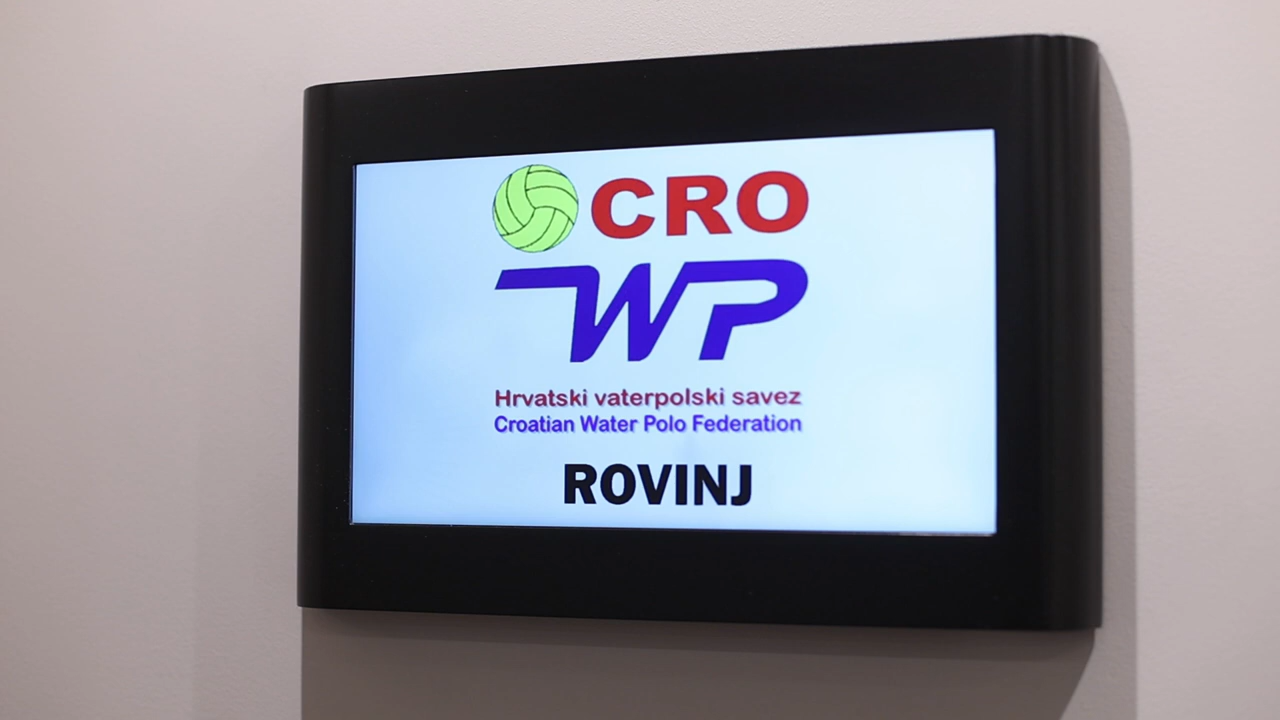 CRO
WP
Hrvatski vaterpolski savez
Croatian Water Polo Federation
ROVINJ